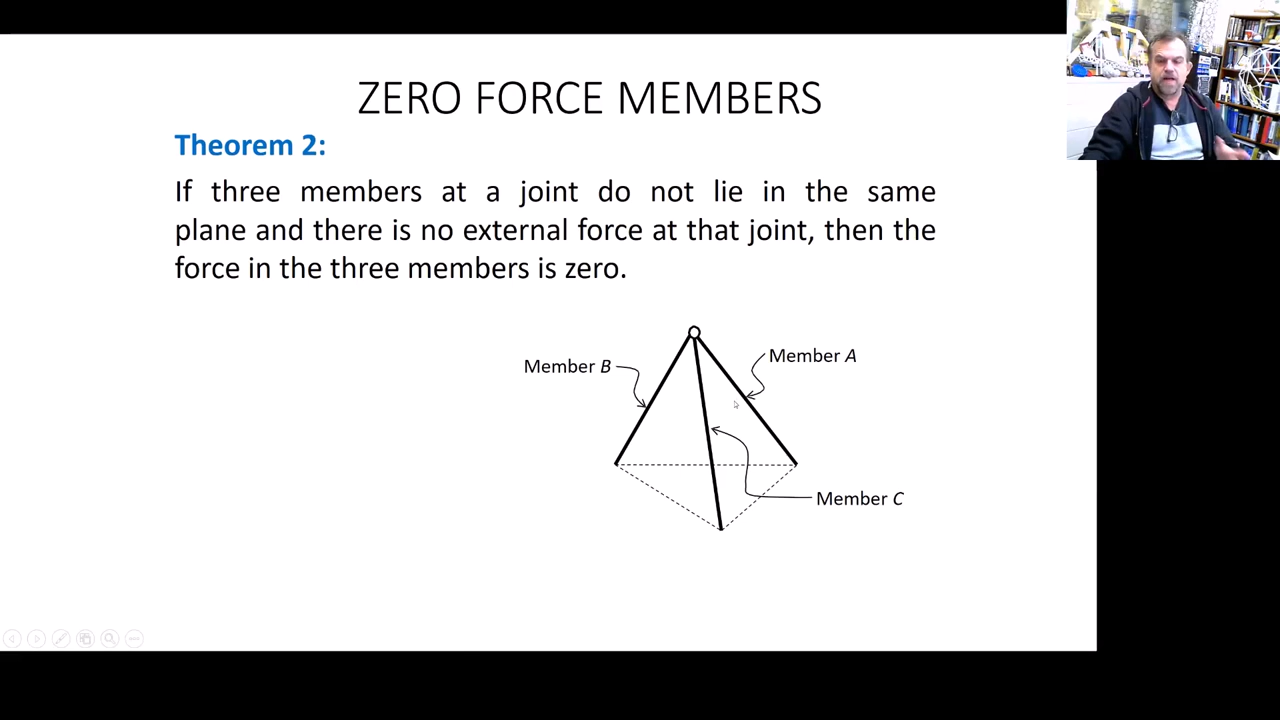 ZERO FORCE MEMBERS
Theorem 2:
If three members at a joint do not lie in the same
plane and there is no external force at that joint, then the
force in the three members is zero.
Member A
Member B
Member C